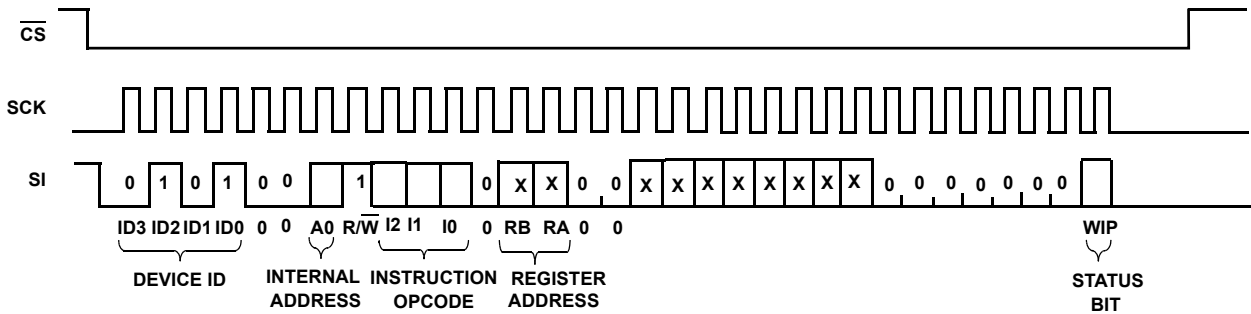 CS
SCK
SI
0 1 0 1 0 0 1 0 X X 0 0 X X X X X X X X 0 0 0 0 0 0 0
ID3 ID2 ID1 ID0 0 0 A0 R/W I2 I1 I0 0 RB RA 0 0 WIP
DEVICE ID
INTERNAL
ADDRESS
INSTRUCTION
OPCODE
REGISTER
ADDRESS
STATUS
BIT